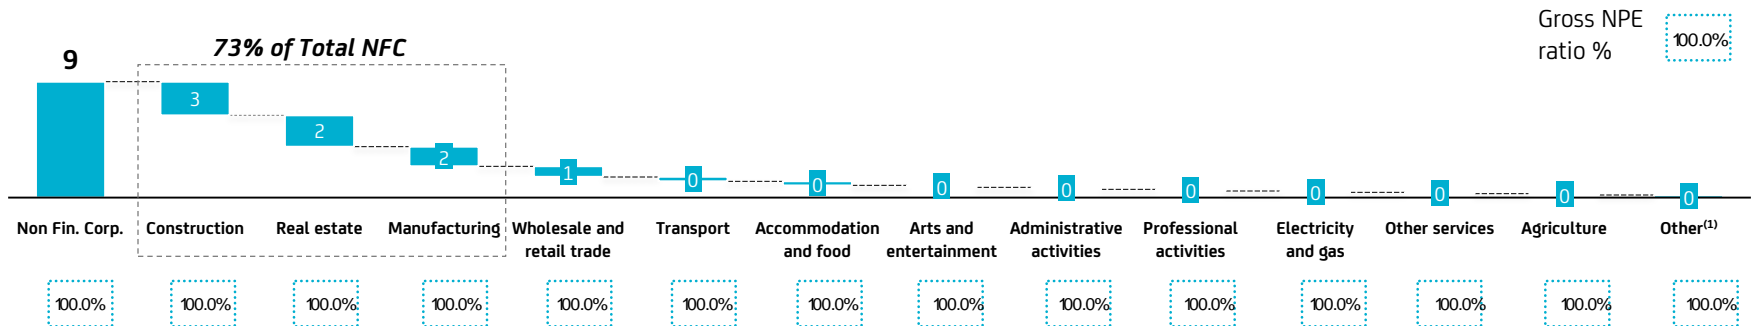 Gross NPE
ratio %
100.0%
73% of Total NFC
9
3
2
2
1
0
0
0
0
0
0
0
0
0
Non Fin. Corp.
Construction
Real estate
Manufacturing
Wholesale and
retail trade
Transport
Accommodation
and food
Arts and
entertainment
Administrative
activities
Professional
activities
Electricity
and gas
Other services
Agriculture
Other(1)
100.0%
100.0%
100.0%
100.0%
100.0%
100.0%
100.0%
100.0%
100.0%
100.0%
100.0%
100.0%
100.0%
100.0%